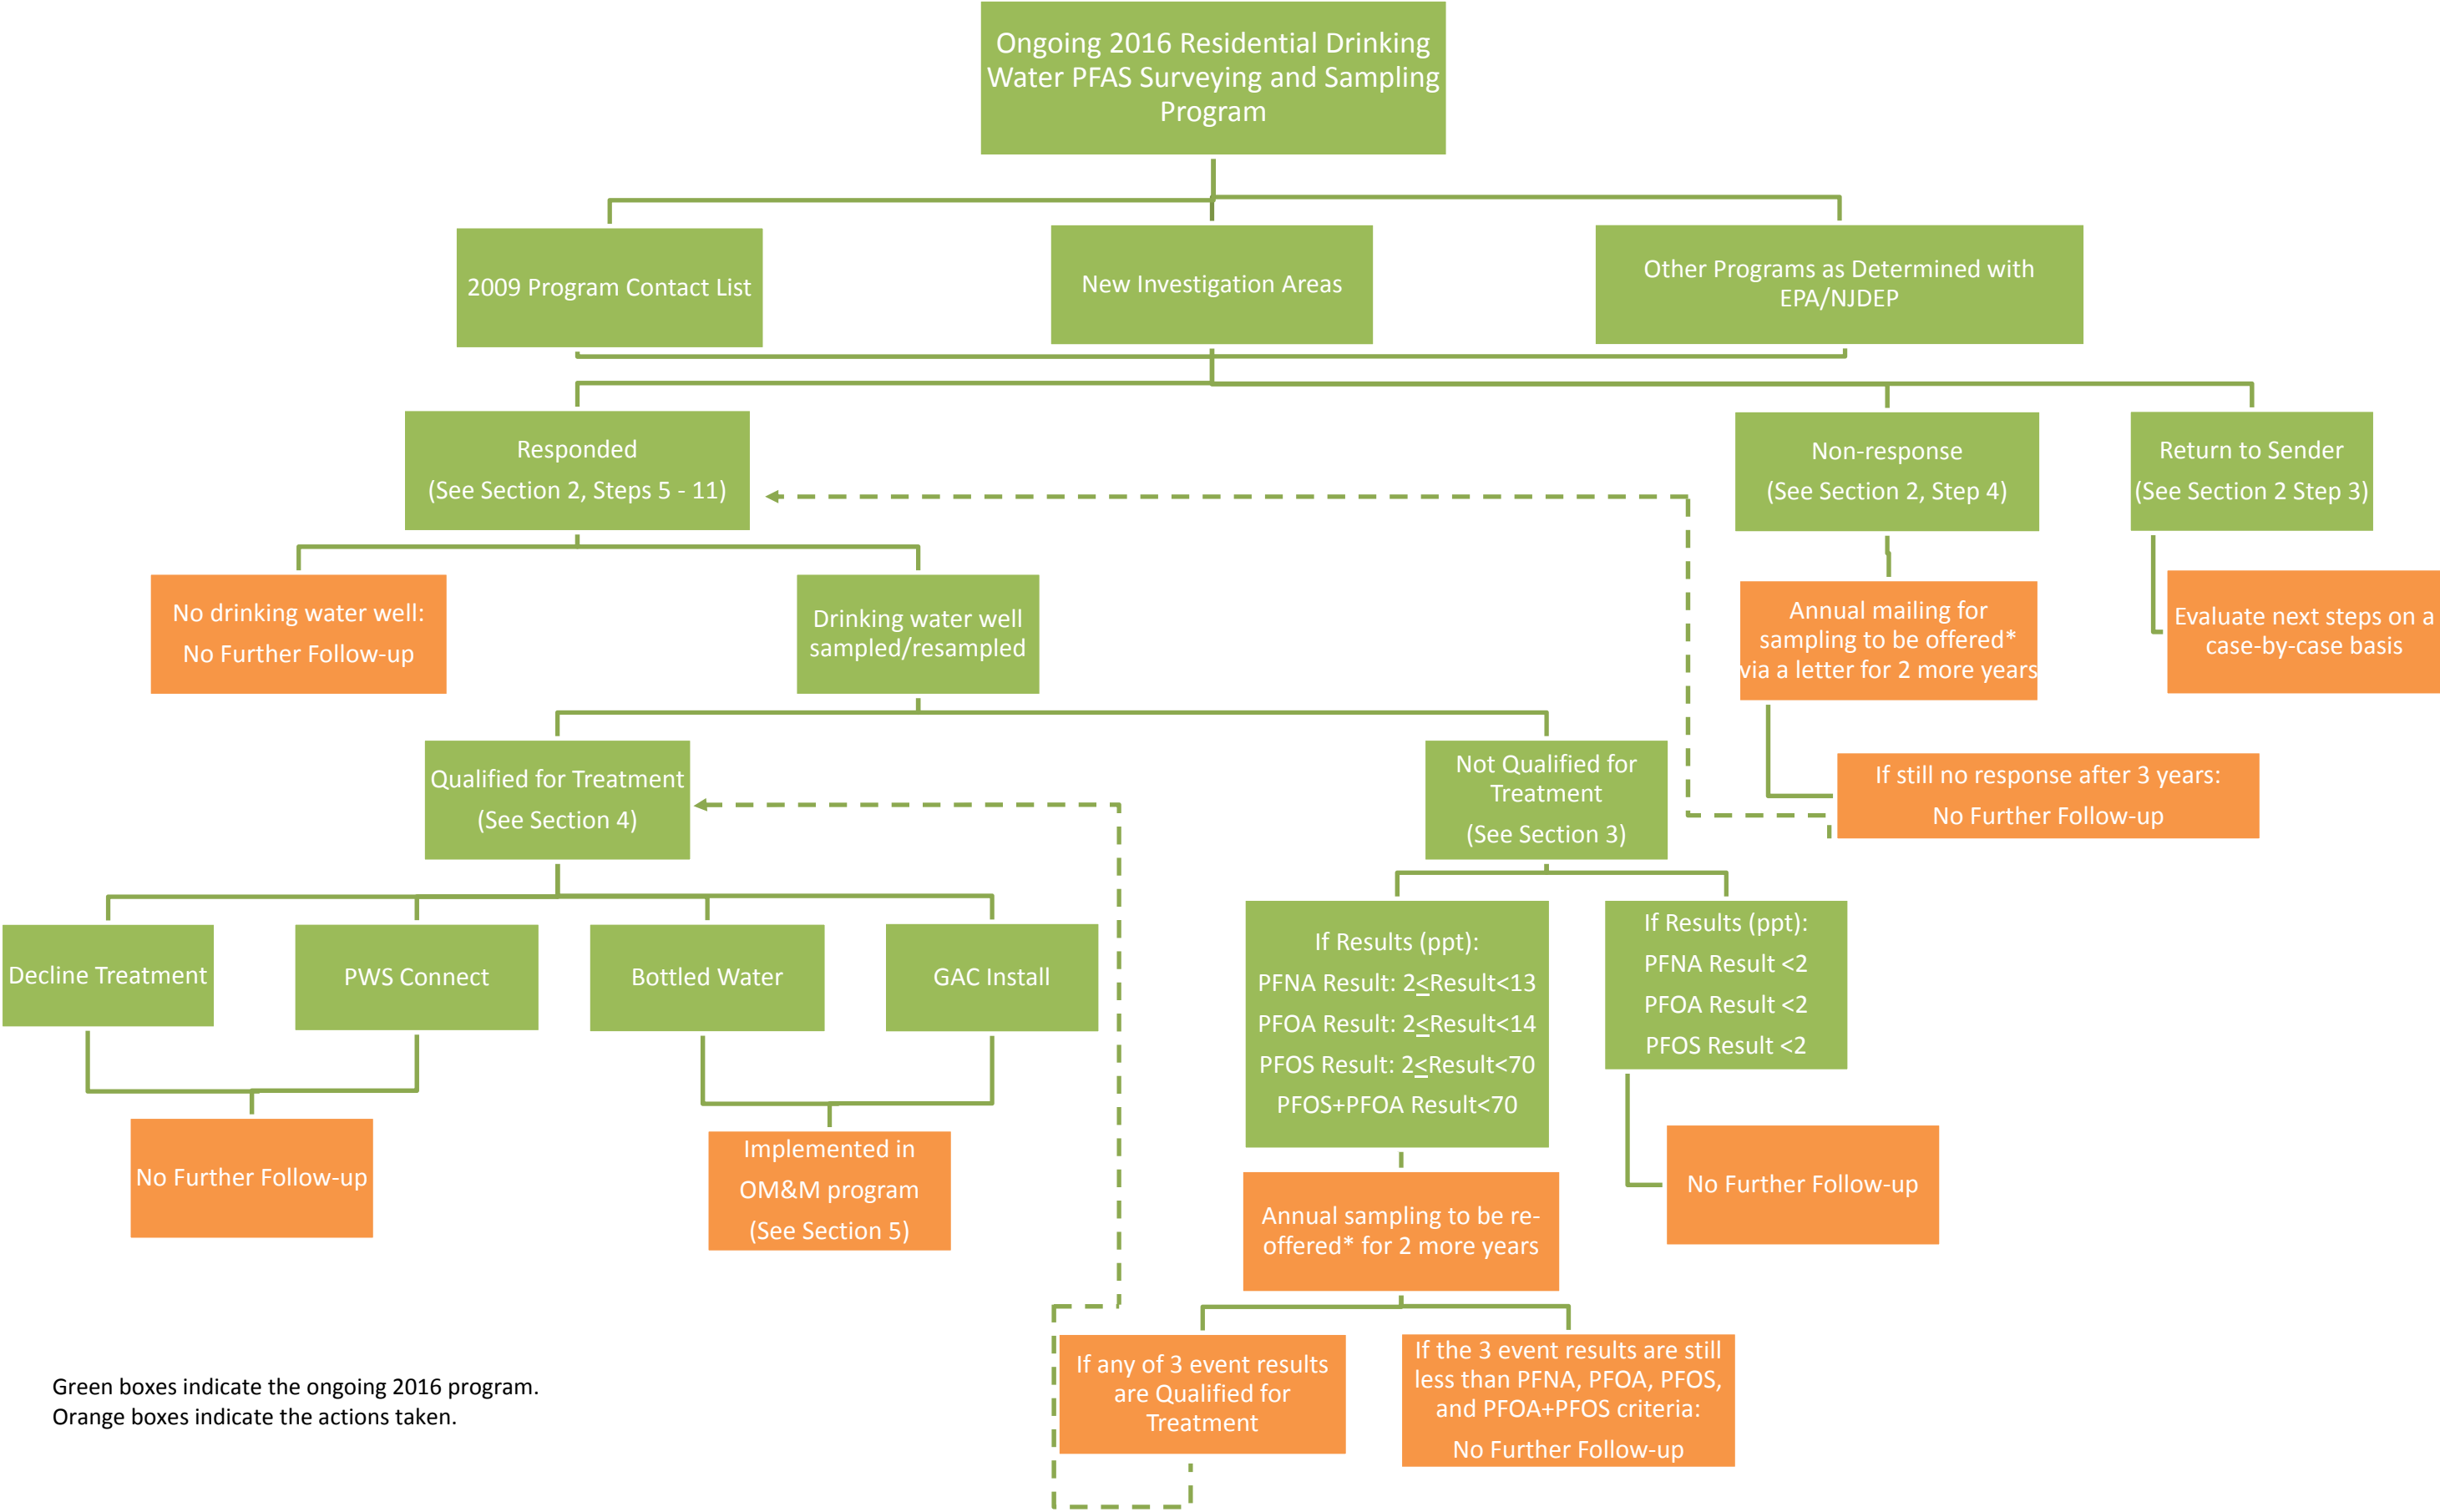 Ongoing 2016 Residential Drinking
Water PFAS Surveying and Sampling
Program
2009 Program Contact List
New Investigation Areas
Other Programs as Determined with
EPA/NJDEP
Responded
(See Section 2, Steps 5 - 11)
Non-response
(See Section 2, Step 4)
Return to Sender
(See Section 2 Step 3)
No drinking water well:
No Further Follow-up
Drinking water well
sampled/resampled
Annual mailing for
sampling to be offered*
via a letter for 2 more years
Evaluate next steps on a
case-by-case basis
Qualified for Treatment
(See Section 4)
Not Qualified for
Treatment
(See Section 3)
If still no response after 3 years:
No Further Follow-up
Decline Treatment
PWS Connect
Bottled Water
GAC Install
If Results (ppt):
PFNA Result: 2≤Result<13
PFOA Result: 2≤Result<14
PFOS Result: 2≤Result<70
PFOS+PFOA Result<70
If Results (ppt):
PFNA Result <2
PFOA Result <2
PFOS Result <2
No Further Follow-up
Implemented in
OM&M program
(See Section 5)
Annual sampling to be re-
offered* for 2 more years
No Further Follow-up
If any of 3 event results
are Qualified for
Treatment
If the 3 event results are still
less than PFNA, PFOA, PFOS,
and PFOA+PFOS criteria:
No Further Follow-up
Green boxes indicate the ongoing 2016 program.
Orange boxes indicate the actions taken.